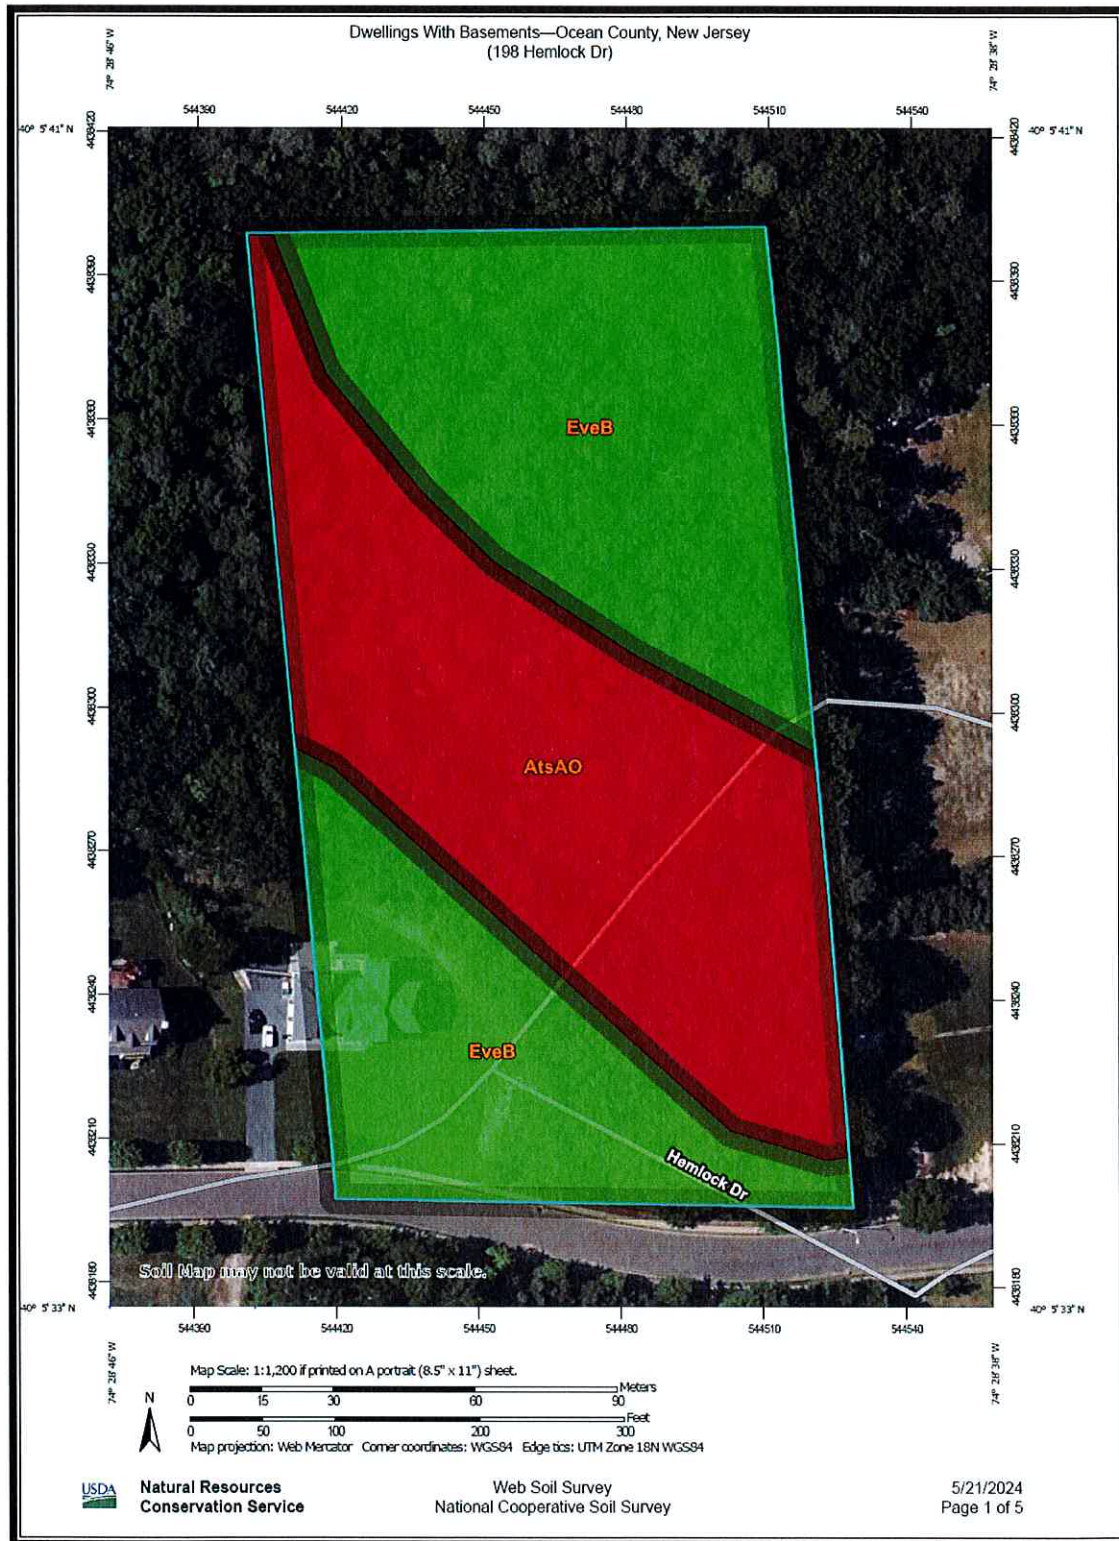 Dwellings With Basements—Ocean County, New Jersey
(198 Hemlock Dr)
74° 28' 46" W
74° 28' 38" W
544390
544420
544450
544480
544510
544540
40° 5' 41" N
40° 5' 41" N
4438420
4438420
4438390
4438390
4438360
4438360
EveB
4438330
4438330
4438300
4438300
AtsAO
4438270
4438270
4438240
4438240
EveB
4438210
4438210
Hemlock Dr
Soil Map may not be valid at this scale.
4438180
4438180
40° 5' 33" N
40° 5' 33" N
544390
544420
544450
544480
544510
544540
74° 28' 46" W
74° 28' 38" W
Map Scale: 1:1,200 if printed on A portrait (8.5" x 11") sheet.
N
Meters
0 15 30 60 90
Feet
0 50 100 200 300
Map projection: Web Mercator Corner coordinates: WGS84 Edge tics: UTM Zone 18N WGS84
USDA
Natural Resources
Conservation Service
Web Soil Survey
National Cooperative Soil Survey
5/21/2024
Page 1 of 5